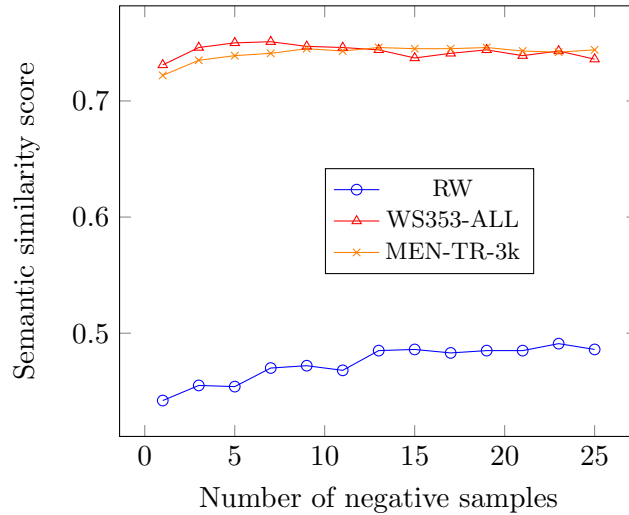 Semantic similarity score
0.7
0.6
0.5
RW
WS353-ALL
MEN-TR-3k
0 5 10 15 20 25
Number of negative samples